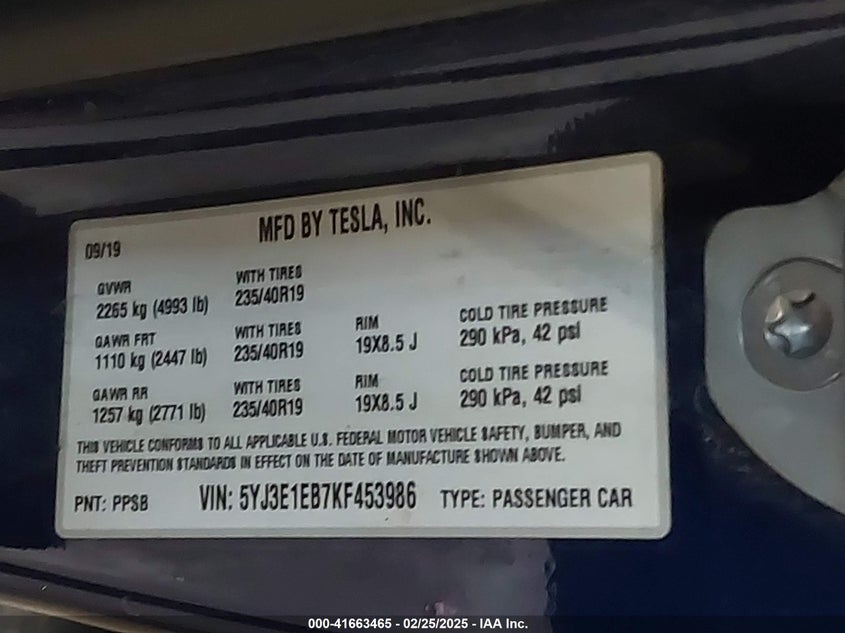 MFD BY TESLA, INC.
09/19
GVWR WITH TIRES
2265 kg (4993 lb) 235/40R19
GAWR FRT WITH TIRES RIM COLD TIRE PRESSURE
1110 kg (2447 lb) 235/40R19 19X8.5 J 290 kPa, 42 psi
GAWR RR WITH TIRES RIM COLD TIRE PRESSURE
1257 kg (2771 lb) 235/40R19 19X8.5 J 290 kPa, 42 psi
THIS VEHICLE CONFORMS TO ALL APPLICABLE U.S. FEDERAL MOTOR VEHICLE SAFETY, BUMPER, AND
THEFT PREVENTION STANDARDS IN EFFECT ON THE DATE OF MANUFACTURE SHOWN ABOVE.
PNT: PPSB VIN: 5YJ3E1EB7KF453986 TYPE: PASSENGER CAR
000-41663465 - 02/25/2025 - IAA Inc.